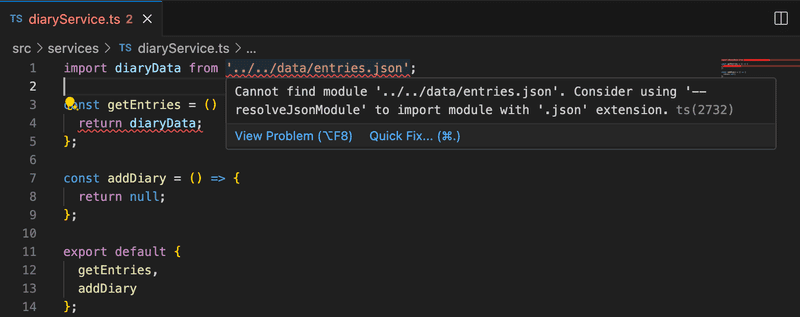 TS diaryService.ts 2 ×
src > services > TS diaryService.ts > ...
1 import diaryData from '../../data/entries.json';
2
Cannot find module '../../data/entries.json'. Consider using '--
resolveJsonModule' to import module with '.json' extension. ts(2732)
View Problem (⌥F8) Quick Fix... (⌘.)
3 const getEntries = ()
4 return diaryData;
5 };
6
7 const addDiary = () => {
8 return null;
9 };
10
11 export default {
12 getEntries,
13 addDiary
14 };